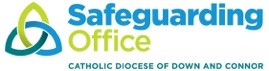 Safeguarding
Office
CATHOLIC DIOCESE OF DOWN AND CONNOR